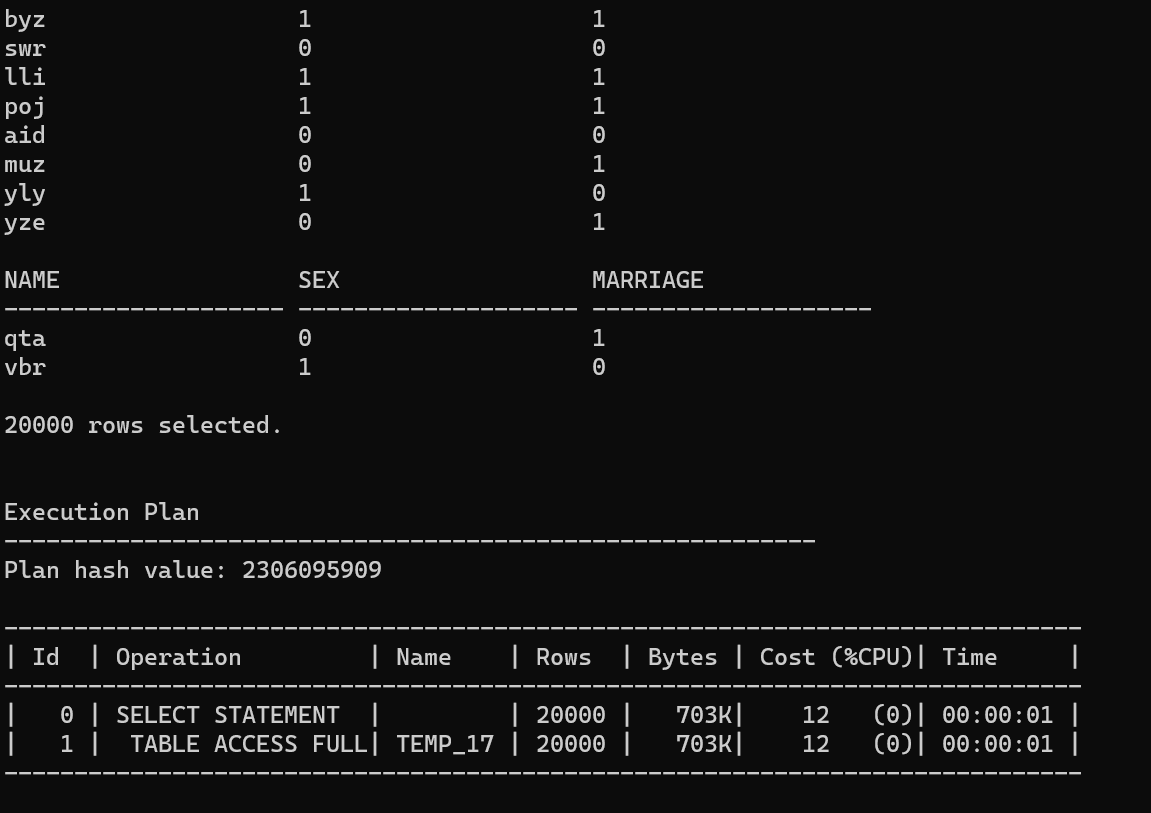 byz                  1                    1
swr                  0                    0
lli                  1                    1
poj                  1                    1
aid                  0                    0
muz                  0                    1
yly                  1                    0
yze                  0                    1
NAME                 SEX                  MARRIAGE
-------------------- -------------------- --------------------
qta                  0                    1
vbr                  1                    0
20000 rows selected.
Execution Plan
----------------------------------------------------------
Plan hash value: 2306095909
-----------------------------------------------------------------------------
| Id  | Operation         | Name    | Rows  | Bytes | Cost (%CPU)| Time     |
-----------------------------------------------------------------------------
|   0 | SELECT STATEMENT  |         | 20000 |   703K|    12   (0)| 00:00:01 |
|   1 |  TABLE ACCESS FULL| TEMP_17 | 20000 |   703K|    12   (0)| 00:00:01 |
-----------------------------------------------------------------------------